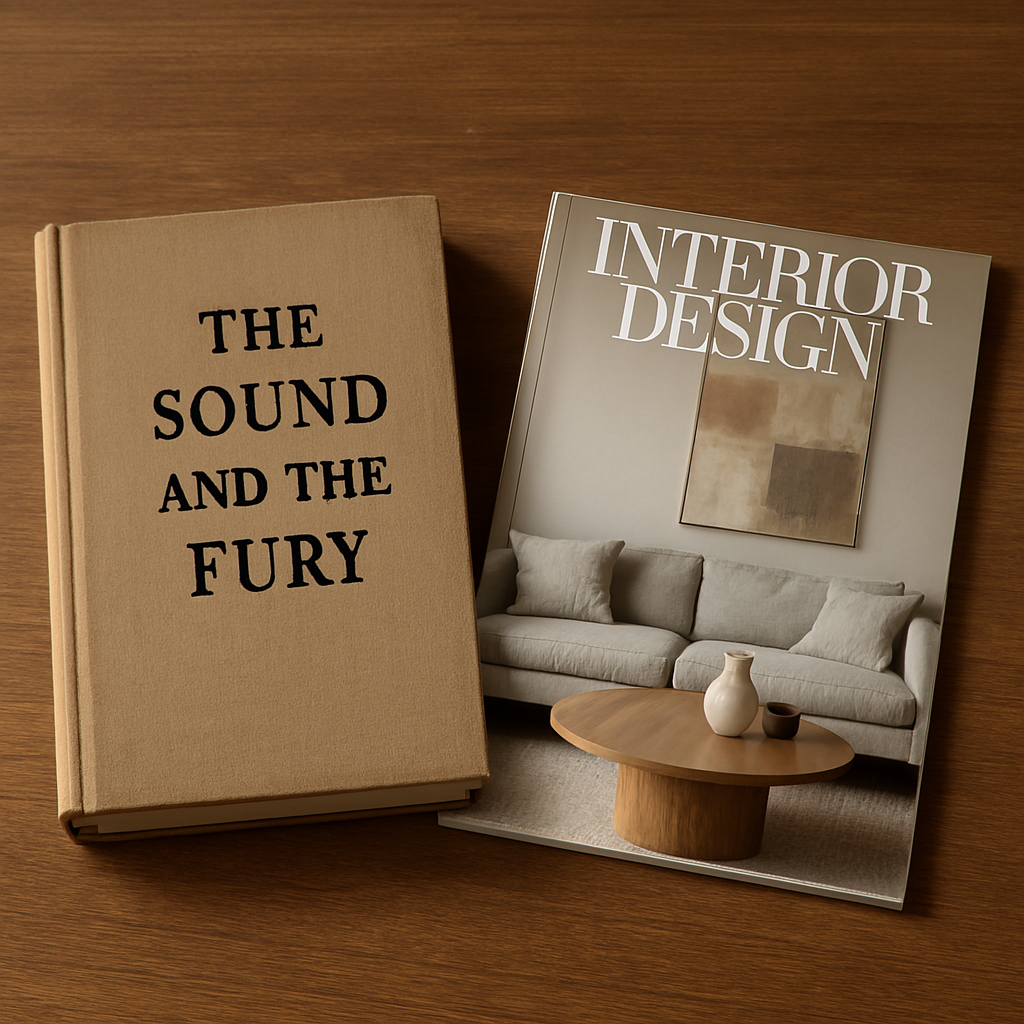 THE
SOUND
AND THE
FURY
INTERIOR
DESIGN